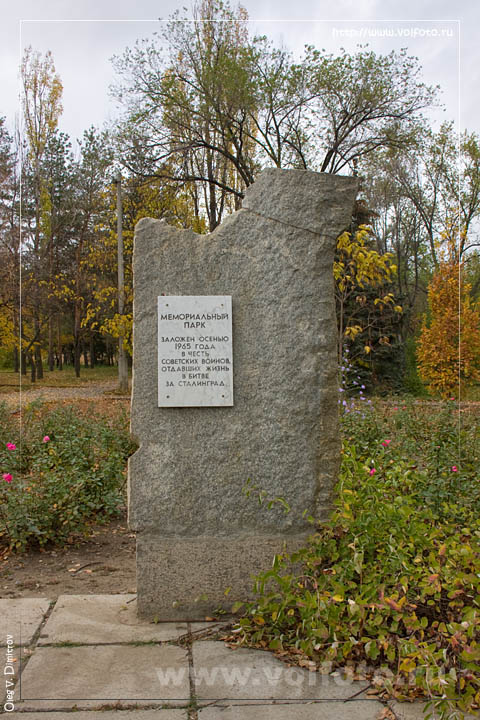 http://www.volfoto.ru
МЕМОРИАЛЬНЫЙ
ПАРК
ЗАЛОЖЕН ОСЕНЬЮ
1965 ГОДА
В ЧЕСТЬ
СОВЕТСКИХ ВОИНОВ,
ОТДАВШИХ ЖИЗНЬ
В БИТВЕ
ЗА СТАЛИНГРАД.
www.volfoto.ru
Oleg V. Dimitrov